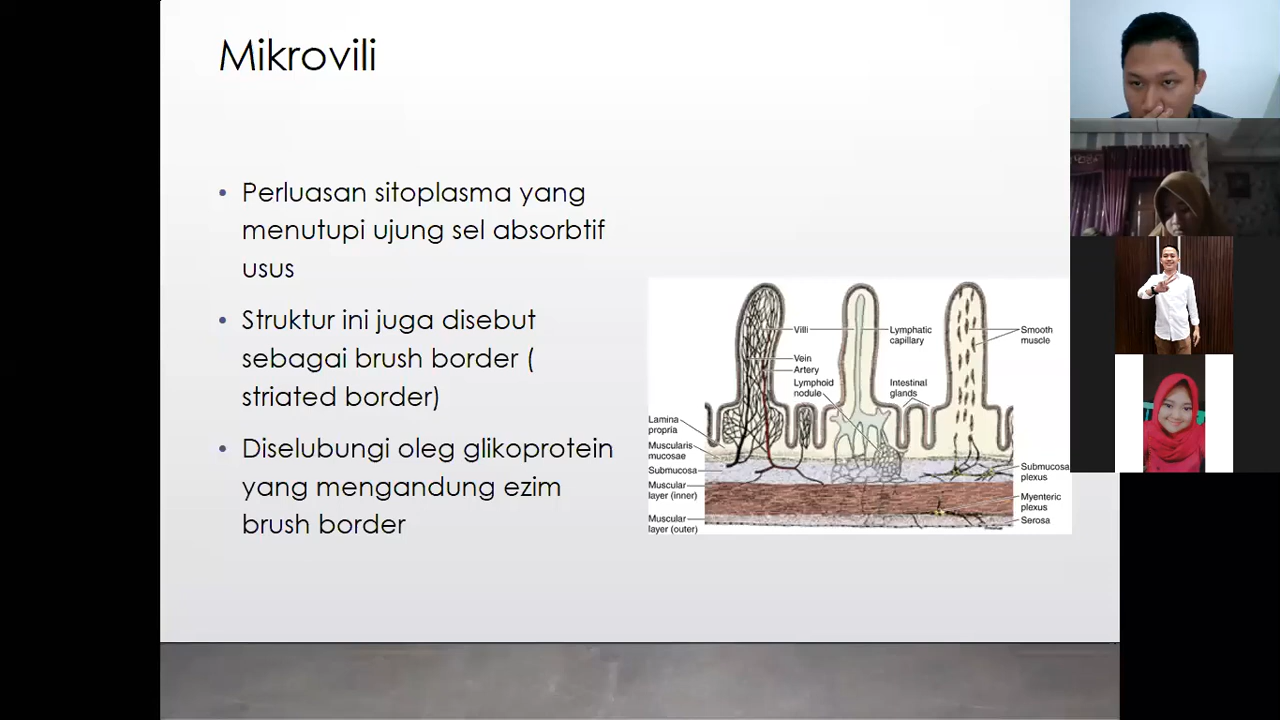 Mikrovili
• Perluasan sitoplasma yang
menutupi ujung sel absorbtif
usus
• Struktur ini juga disebut
sebagai brush border (
striated border)
• Diselubungi oleg glikoprotein
yang mengandung ezim
brush border
Villi
Vein
Artery
Lymphoid
nodule
Lymphatic
capillary
Intestinal
glands
Smooth
muscle
Lamina
propria
Muscularis
mucosae
Submucosa
Muscular
layer (inner)
Muscular
layer (outer)
Submucosa
plexus
Myenteric
plexus
Serosa